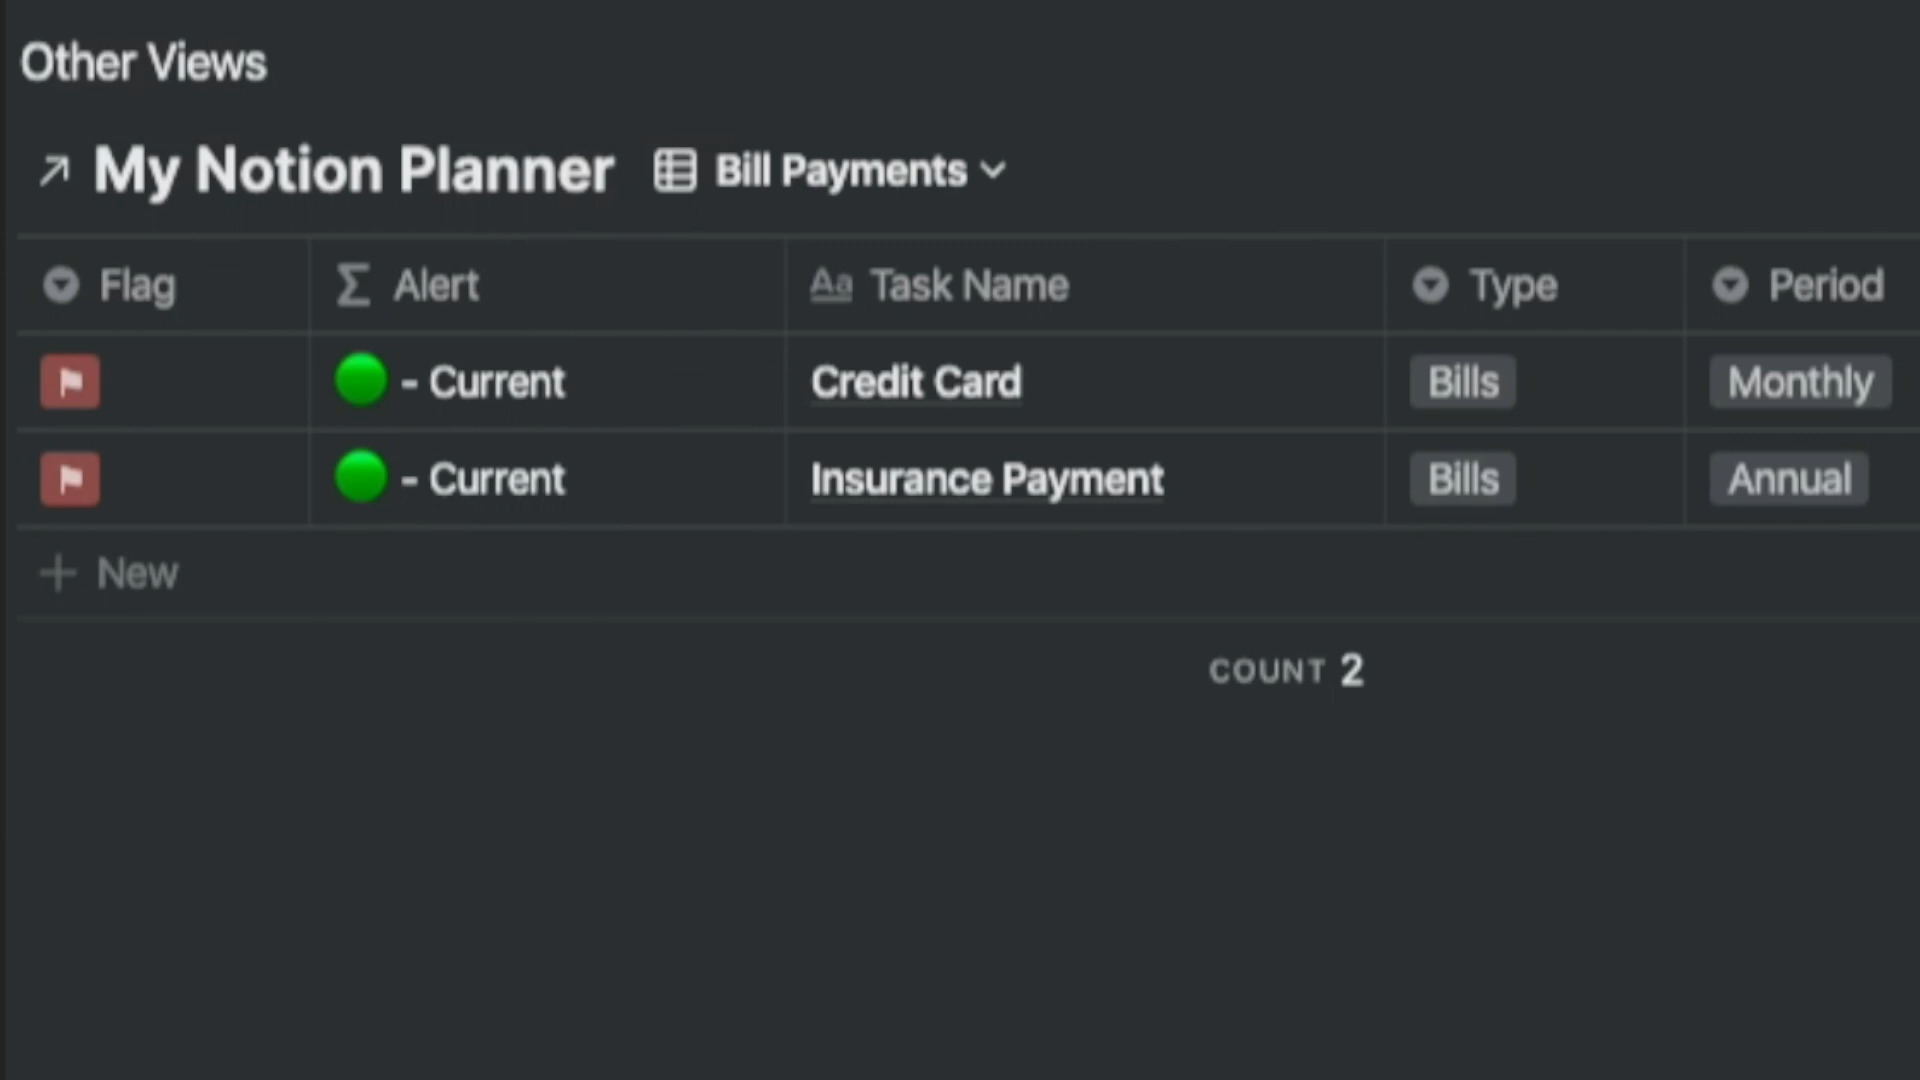 Other Views
My Notion Planner Bill Payments
Flag Alert Aa Task Name Type Period
- Current Credit Card Bills Monthly
- Current Insurance Payment Bills Annual
+ New
COUNT 2